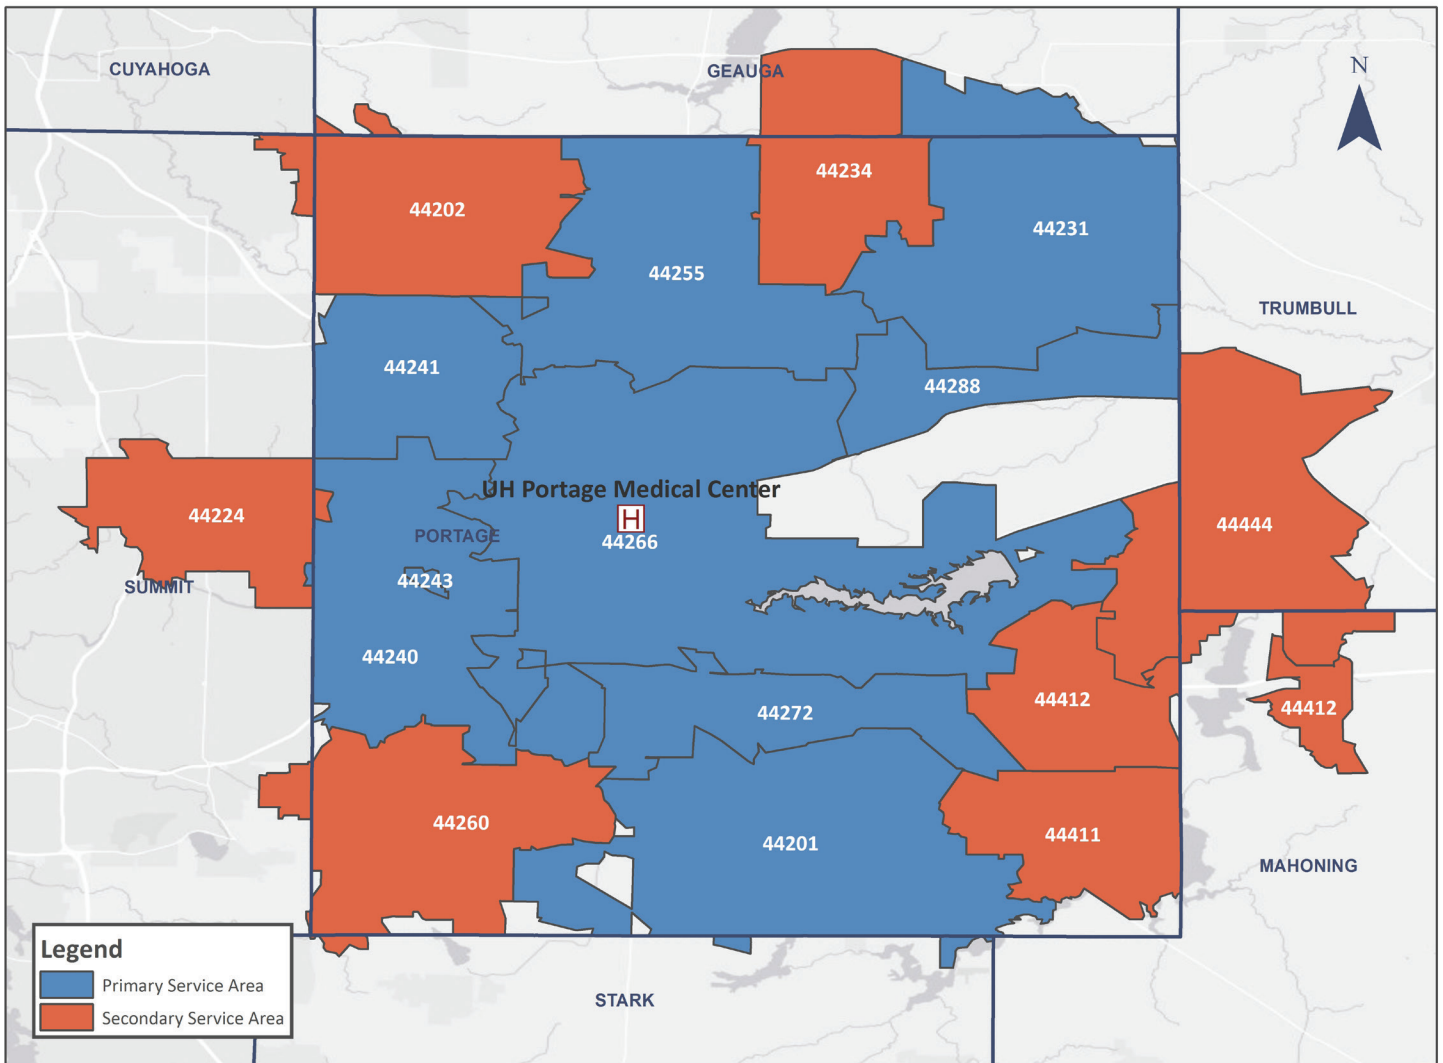 CUYAHOGA
GEAUGA
N
44234
44202
44231
44255
TRUMBULL
44241
44288
UH Portage Medical Center
H
44224
44444
PORTAGE
44266
44243
SUMMIT
44240
44412
44412
44272
44260
44411
44201
MAHONING
Legend
Primary Service Area
Secondary Service Area
STARK